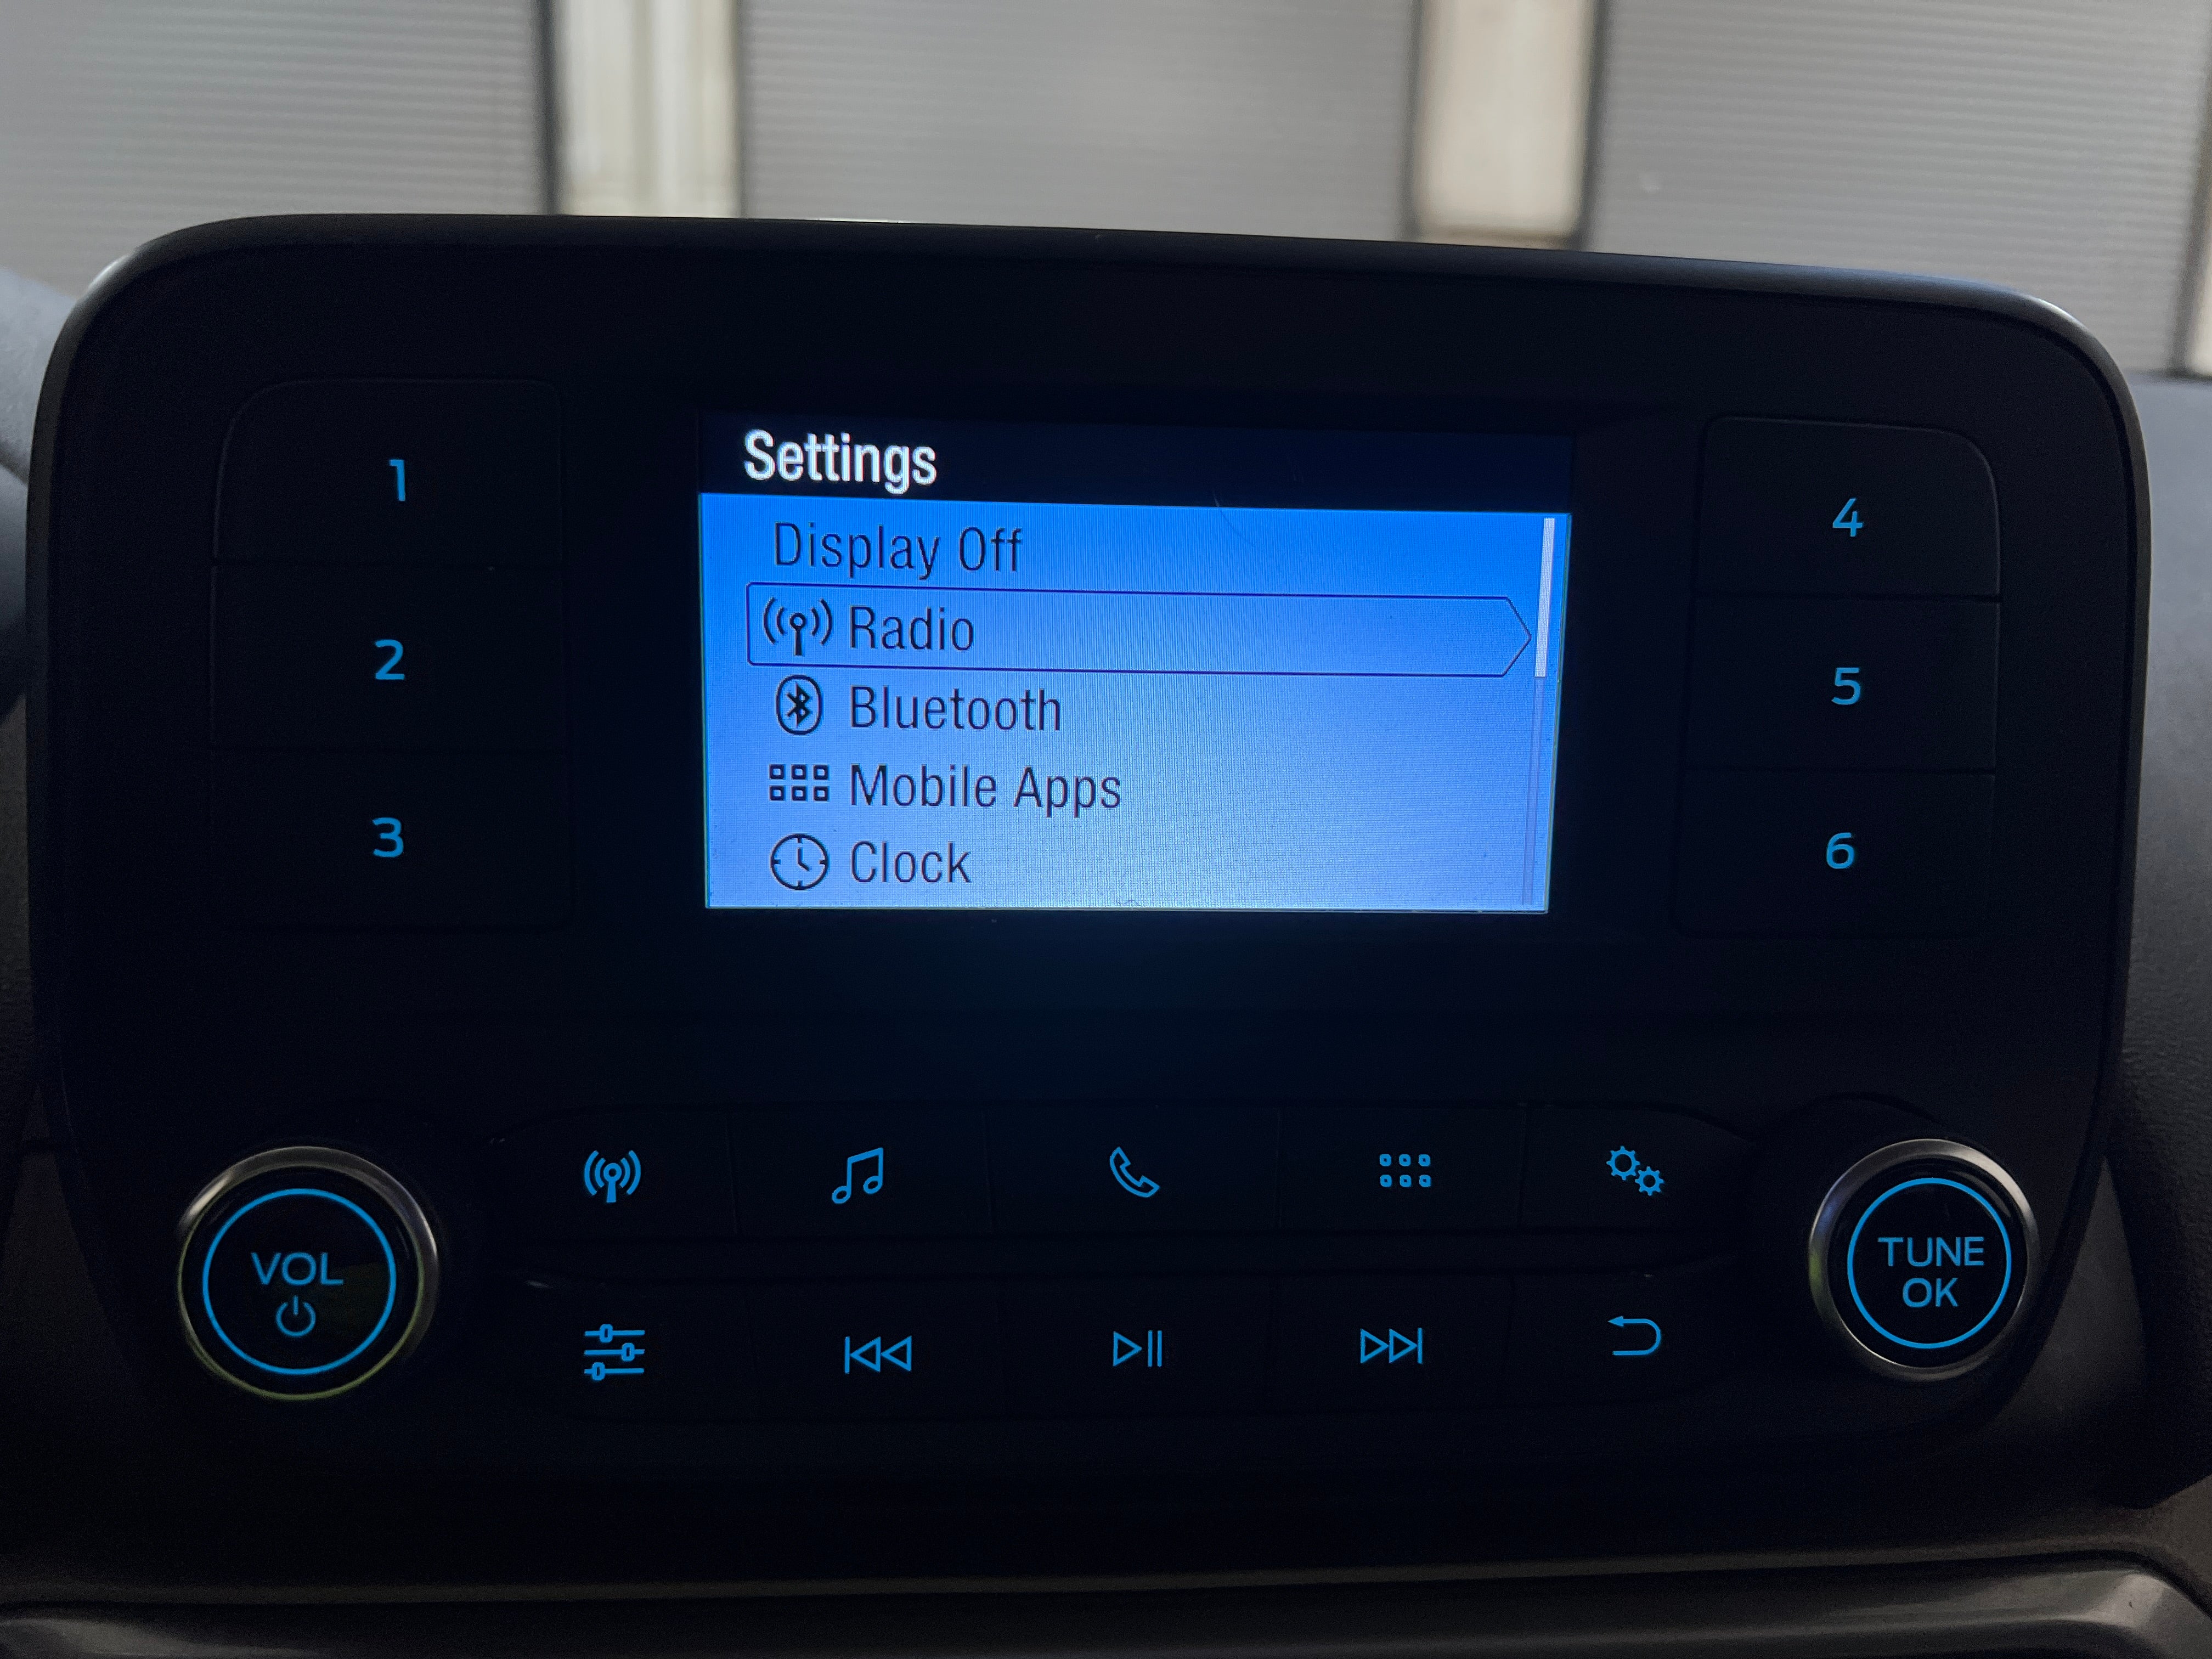 Settings
Display Off
Radio
Bluetooth
Mobile Apps
Clock
1
2
3
4
5
6
VOL
TUNE
OK